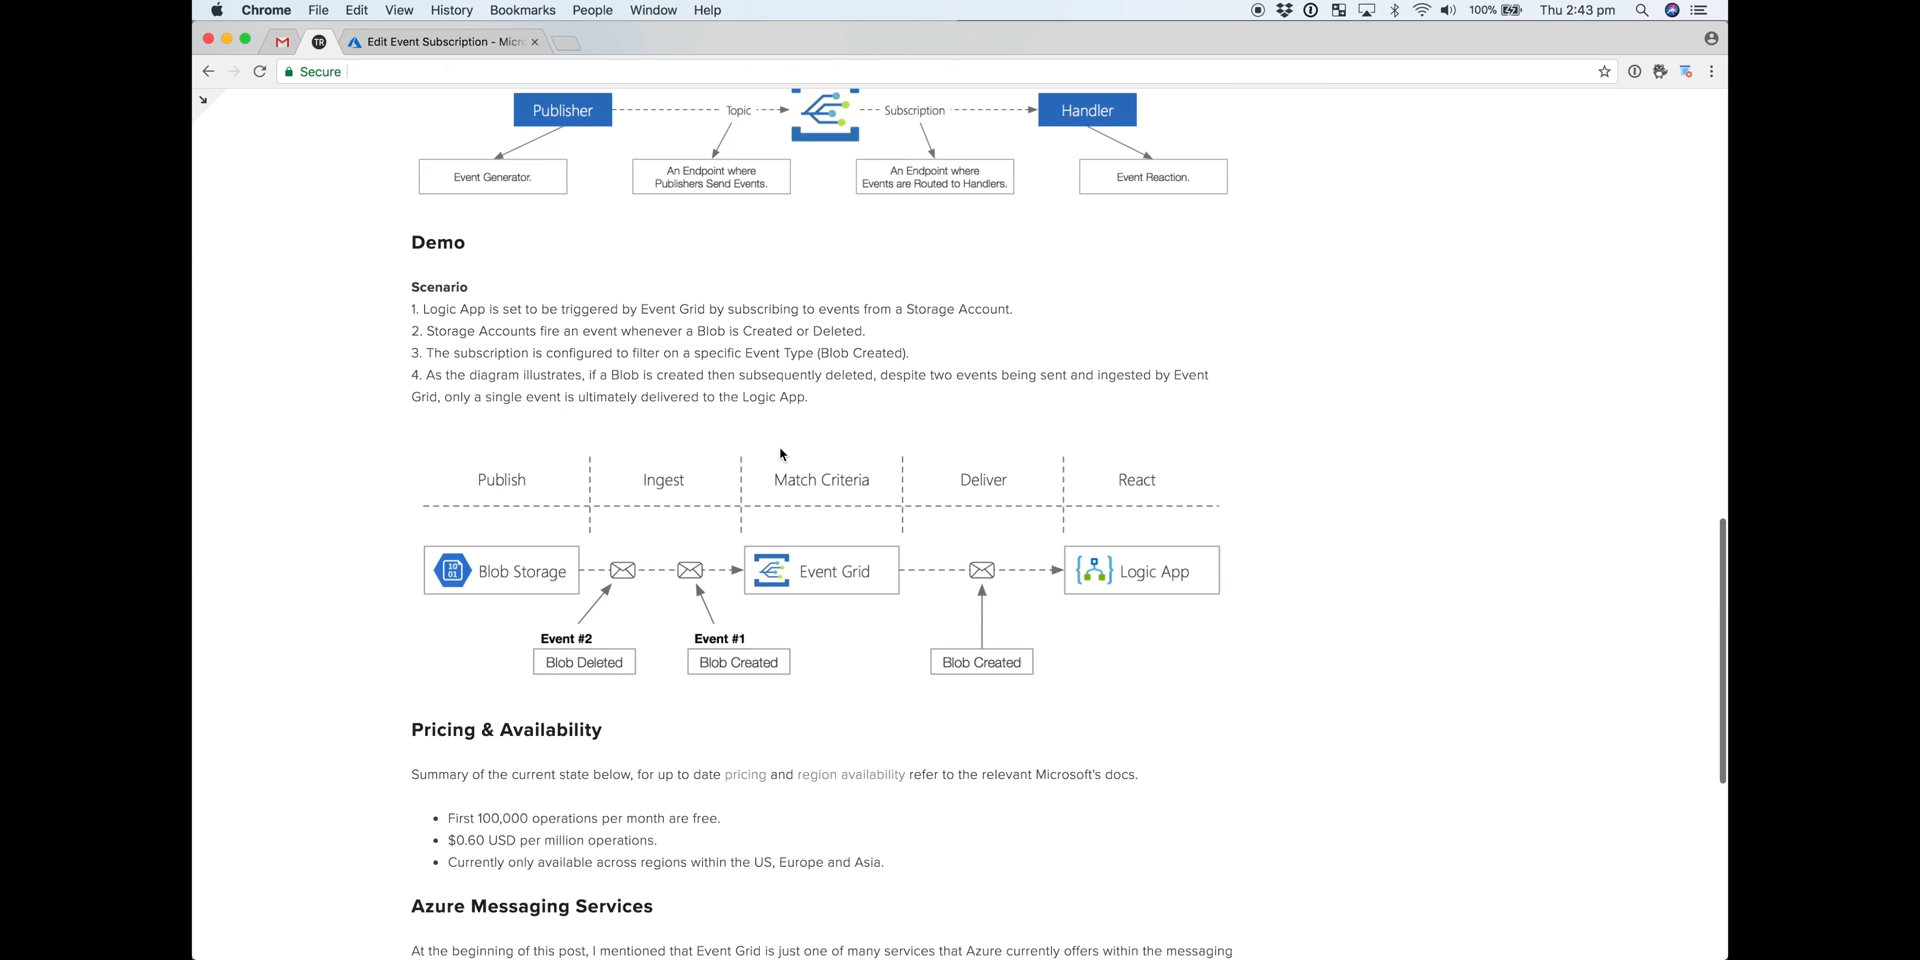 Chrome File Edit View History Bookmarks People Window Help 100% Thu 2:43 pm
TR Edit Event Subscription - Micro
Secure
Publisher Topic Subscription Handler
Event Generator.
An Endpoint where
Publishers Send Events.
An Endpoint where
Events are Routed to Handlers.
Event Reaction.
Demo
Scenario
1. Logic App is set to be triggered by Event Grid by subscribing to events from a Storage Account.
2. Storage Accounts fire an event whenever a Blob is Created or Deleted.
3. The subscription is configured to filter on a specific Event Type (Blob Created).
4. As the diagram illustrates, if a Blob is created then subsequently deleted, despite two events being sent and ingested by Event
Grid, only a single event is ultimately delivered to the Logic App.
Publish Ingest Match Criteria Deliver React
10
01
Blob Storage Event Grid Logic App
Event #2 Event #1
Blob Deleted Blob Created Blob Created
Pricing & Availability
Summary of the current state below, for up to date pricing and region availability refer to the relevant Microsoft's docs.
• First 100,000 operations per month are free.
• $0.60 USD per million operations.
• Currently only available across regions within the US, Europe and Asia.
Azure Messaging Services
At the beginning of this post, I mentioned that Event Grid is just one of many services that Azure currently offers within the messaging